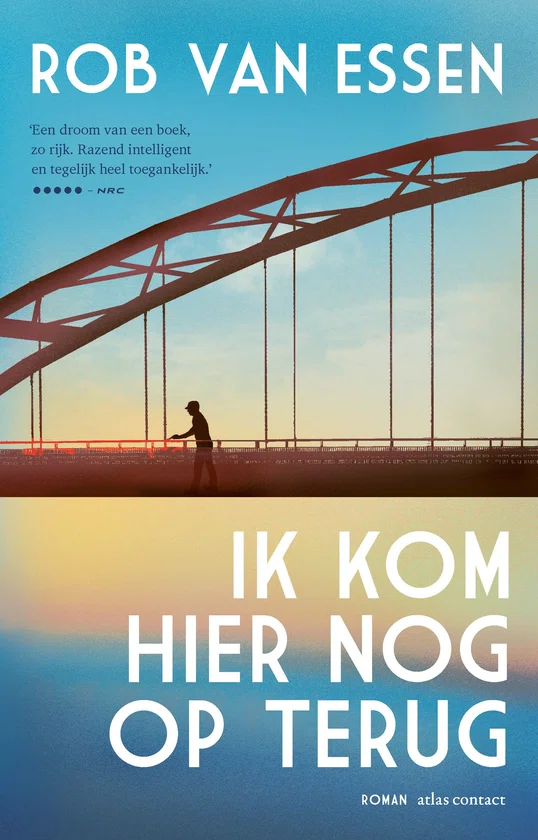 ROB VAN ESSEN
‘Een droom van een boek,
zo rijk. Razend intelligent
en tegelijk heel toegankelijk.’
●●●●● – NRC
IK KOM
HIER NOG
OP TERUG
ROMAN atlas contact